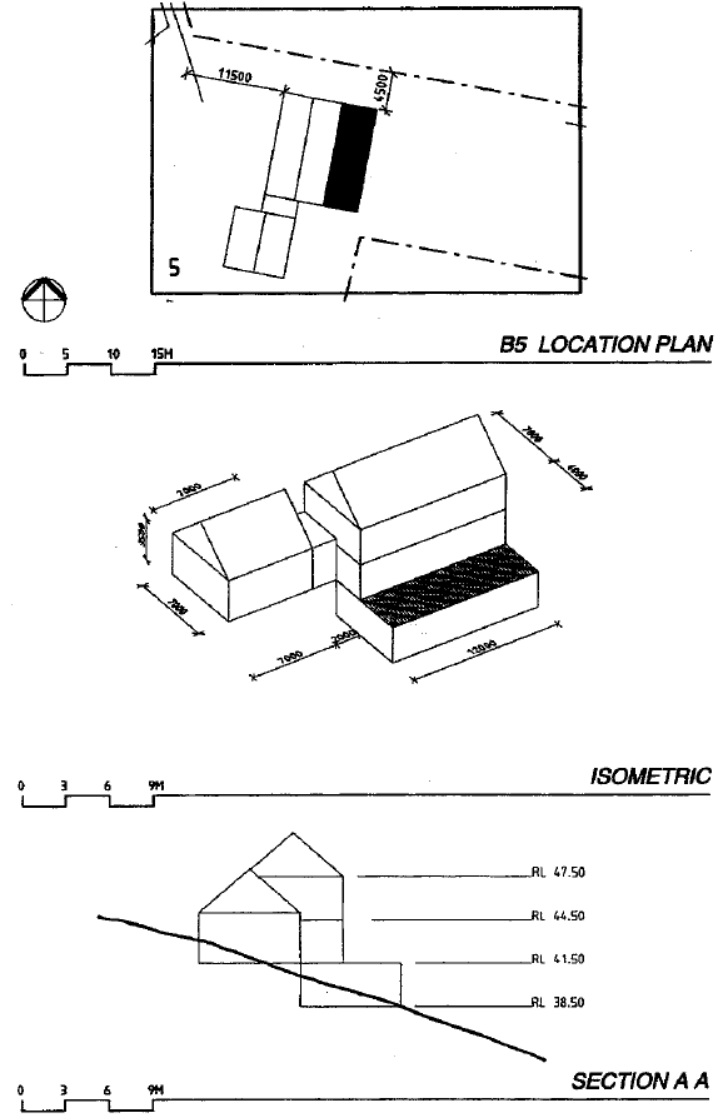 11500
4500
5
0 5 10 15M
B5 LOCATION PLAN
7000
4000
7000
7000
7000
2000
12000
0 3 6 9M
ISOMETRIC
RL 47.50
RL 44.50
RL 41.50
RL 38.50
0 3 6 9M
SECTION A A